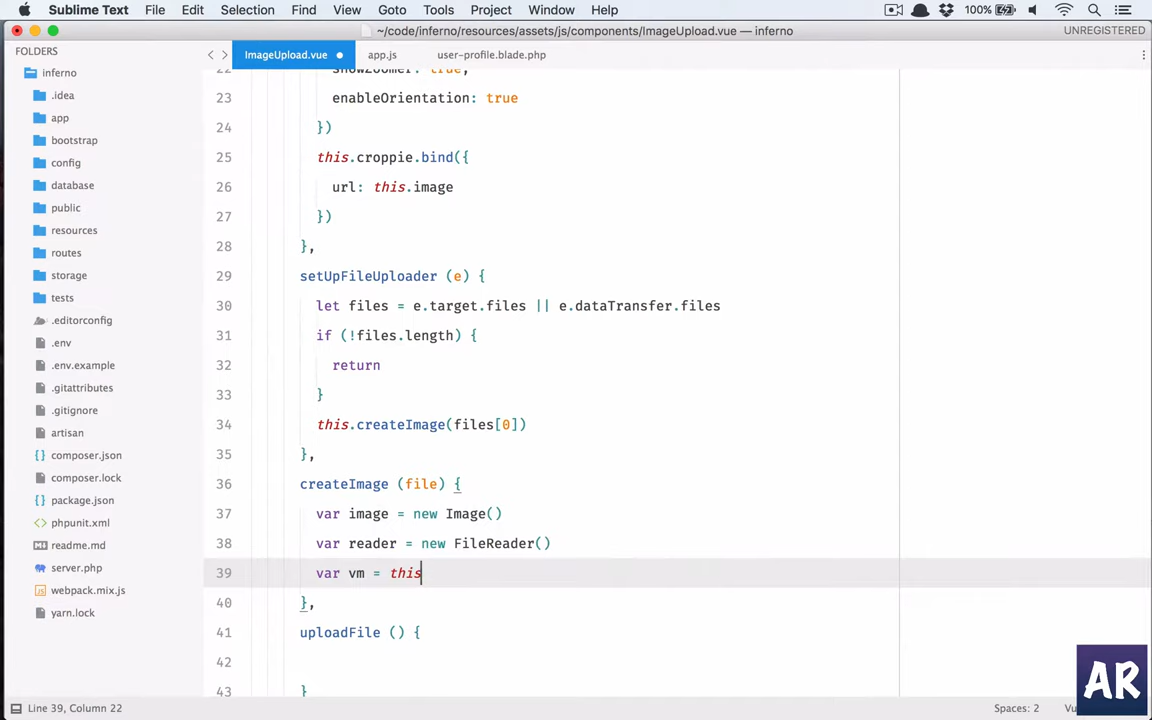 Sublime Text File Edit Selection Find View Goto Tools Project Window Help 100%
~/code/inferno/resources/assets/js/components/ImageUpload.vue — inferno UNREGISTERED
FOLDERS
inferno
.idea
app
bootstrap
config
database
public
resources
routes
storage
tests
.editorconfig
.env
.env.example
.gitattributes
.gitignore
artisan
composer.json
composer.lock
package.json
phpunit.xml
readme.md
server.php
webpack.mix.js
yarn.lock
ImageUpload.vue app.js user-profile.blade.php
22 showZoomer: true,
23 enableOrientation: true
24 })
25 this.croppie.bind({
26 url: this.image
27 })
28 },
29 setUpFileUploader (e) {
30 let files = e.target.files || e.dataTransfer.files
31 if (!files.length) {
32 return
33 }
34 this.createImage(files[0])
35 },
36 createImage (file) {
37 var image = new Image()
38 var reader = new FileReader()
39 var vm = this
40 },
41 uploadFile () {
42
43 }
AR
Line 39, Column 22 Spaces: 2